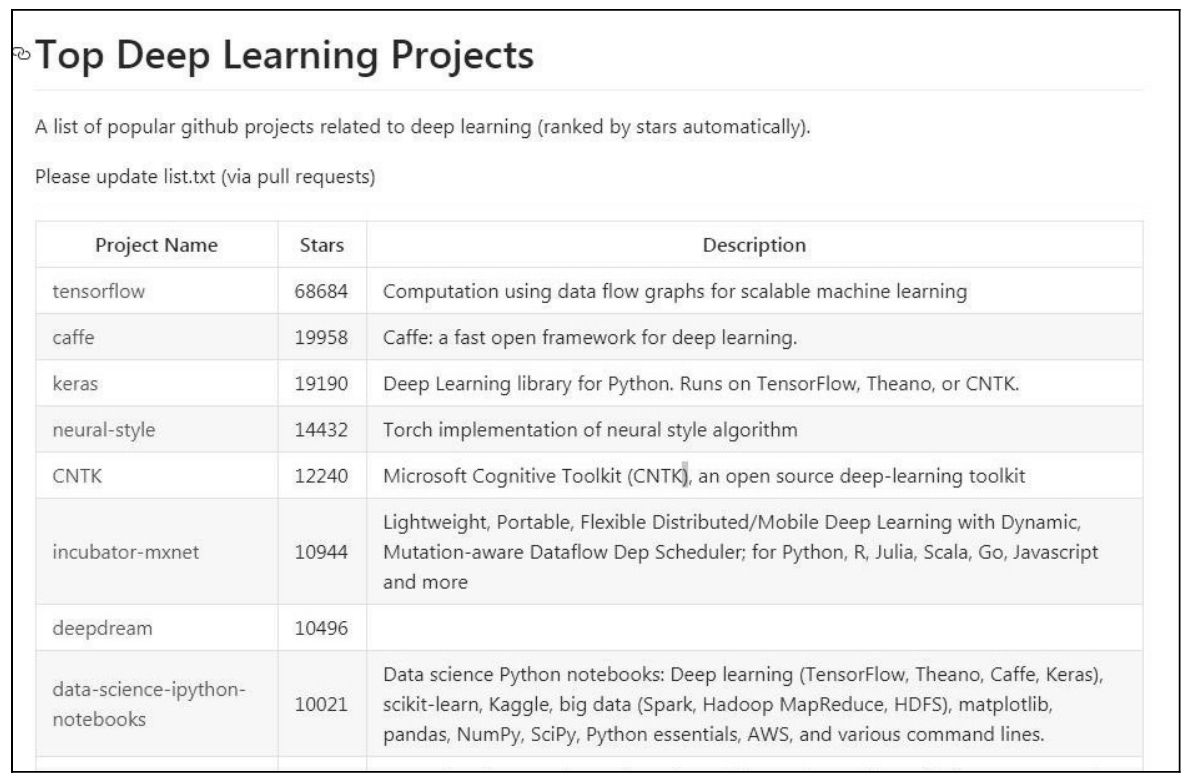 Top Deep Learning Projects
A list of popular github projects related to deep learning (ranked by stars automatically).
Please update list.txt (via pull requests)
Project Name Stars Description
tensorflow 68684 Computation using data flow graphs for scalable machine learning
caffe 19958 Caffe: a fast open framework for deep learning.
keras 19190 Deep Learning library for Python. Runs on TensorFlow, Theano, or CNTK.
neural-style 14432 Torch implementation of neural style algorithm
CNTK 12240 Microsoft Cognitive Toolkit (CNTK), an open source deep-learning toolkit
Lightweight, Portable, Flexible Distributed/Mobile Deep Learning with Dynamic,
incubator-mxnet 10944 Mutation-aware Dataflow Dep Scheduler; for Python, R, Julia, Scala, Go, Javascript
and more
deepdream 10496
data-science-ipython-
notebooks
10021
Data science Python notebooks: Deep learning (TensorFlow, Theano, Caffe, Keras),
scikit-learn, Kaggle, big data (Spark, Hadoop MapReduce, HDFS), matplotlib,
pandas, NumPy, SciPy, Python essentials, AWS, and various command lines.